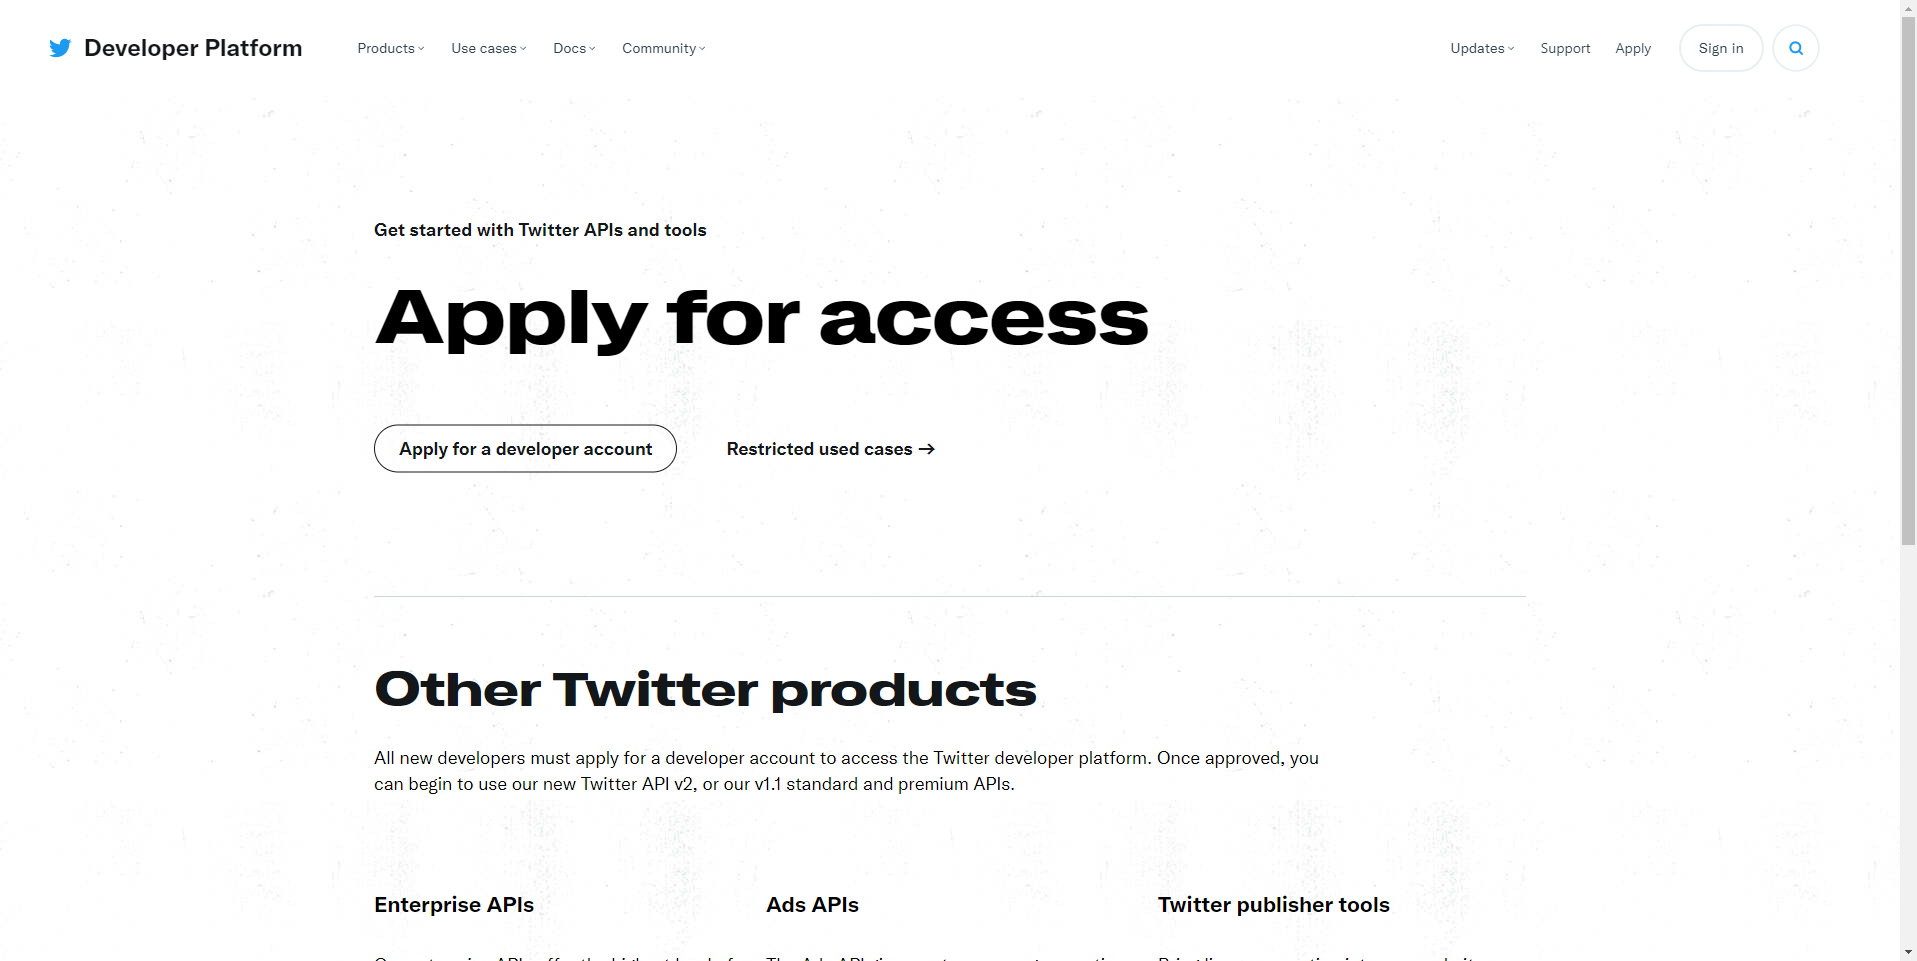 Developer Platform
Products
Use cases
Docs
Community
Updates
Support
Apply
Sign in
Get started with Twitter APIs and tools
Apply for access
Apply for a developer account
Restricted used cases →
Other Twitter products
All new developers must apply for a developer account to access the Twitter developer platform. Once approved, you
can begin to use our new Twitter API v2, or our v1.1 standard and premium APIs.
Enterprise APIs
Ads APIs
Twitter publisher tools